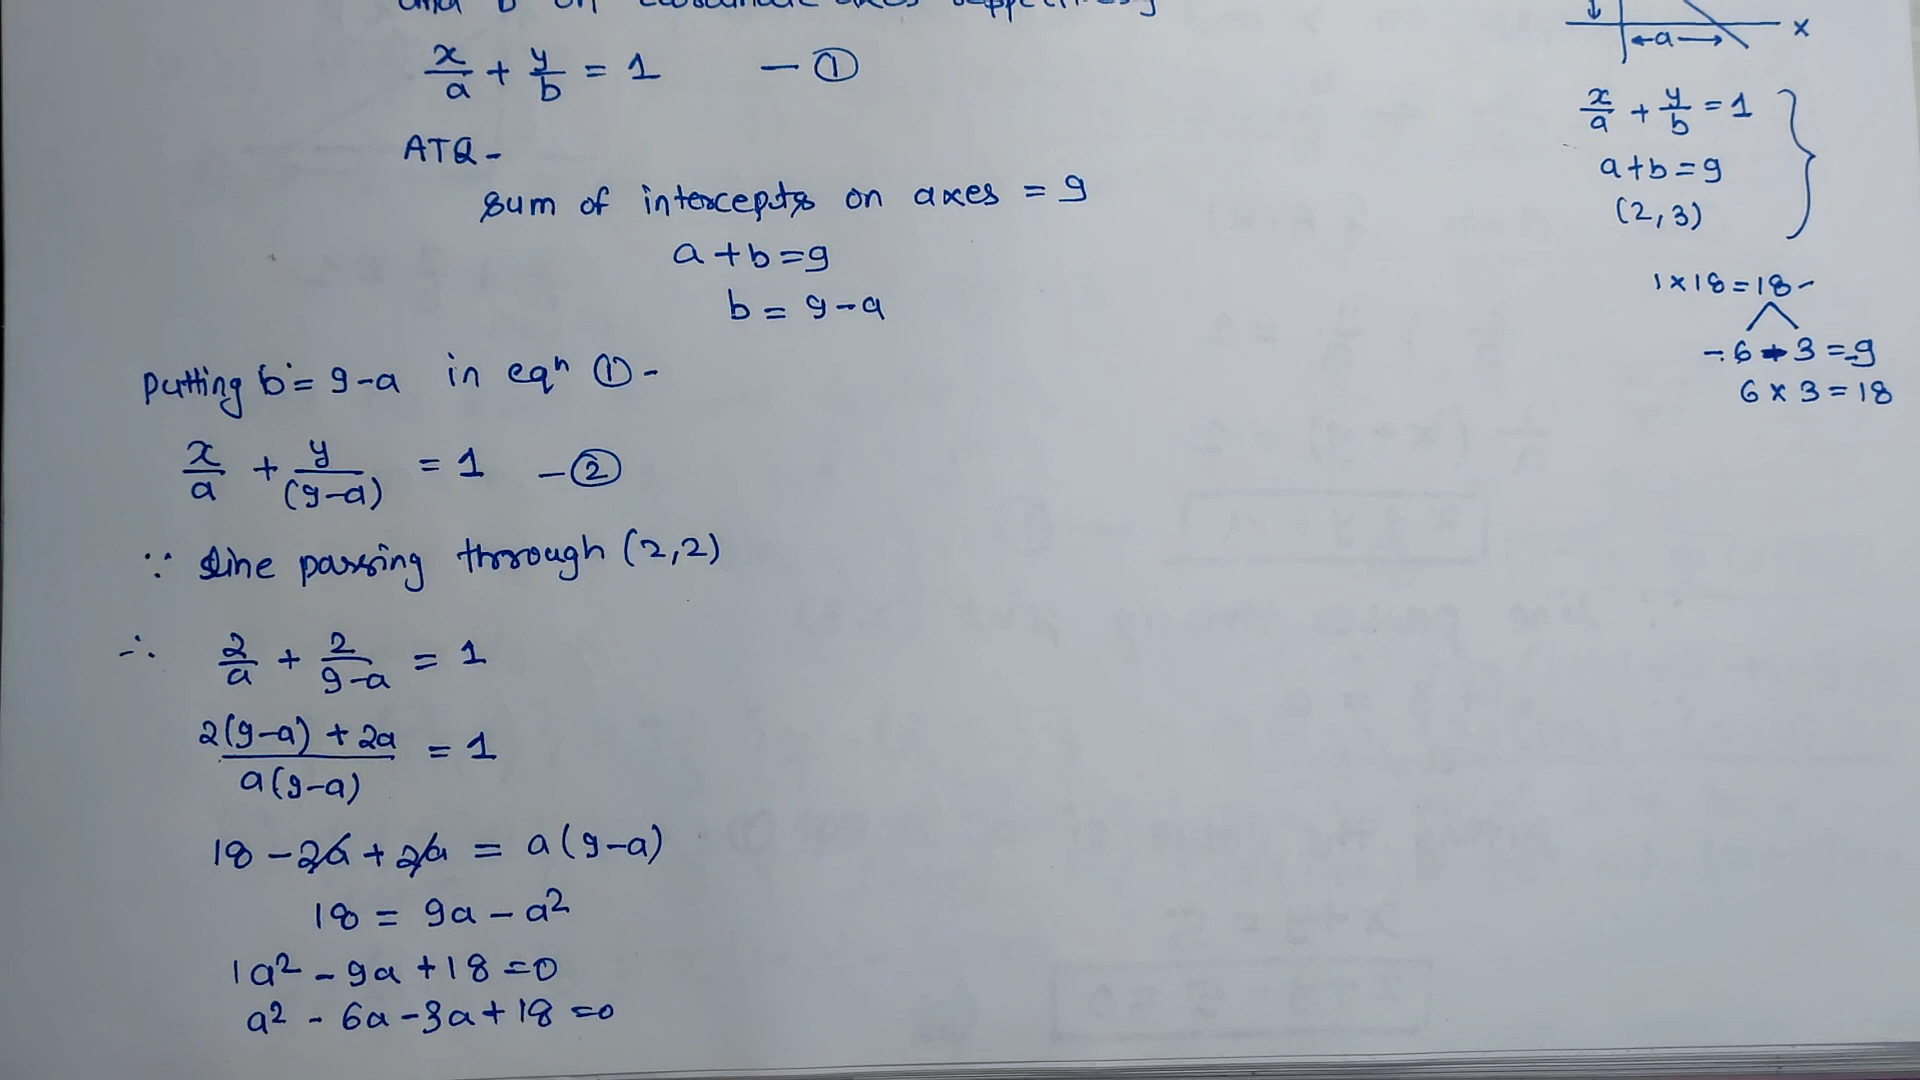 x/a + y/b = 1 — ①
ATQ -
sum of intercepts on axes = 9
a + b = 9
b = 9 - a
putting b = 9-a in eqn ① -
x/a + y/(9-a) = 1 — ②
∵ line passing through (2,2)
∴ 2/a + 2/9-a = 1
2(9-a) + 2a / a(9-a) = 1
18 - 2a + 2a = a(9-a)
18 = 9a - a²
1a² - 9a + 18 = 0
a² - 6a - 3a + 18 = 0
←a→ x
x/a + y/b = 1
a+b=9
(2,3)
1×18=18-
-6-3=-9
6×3=18